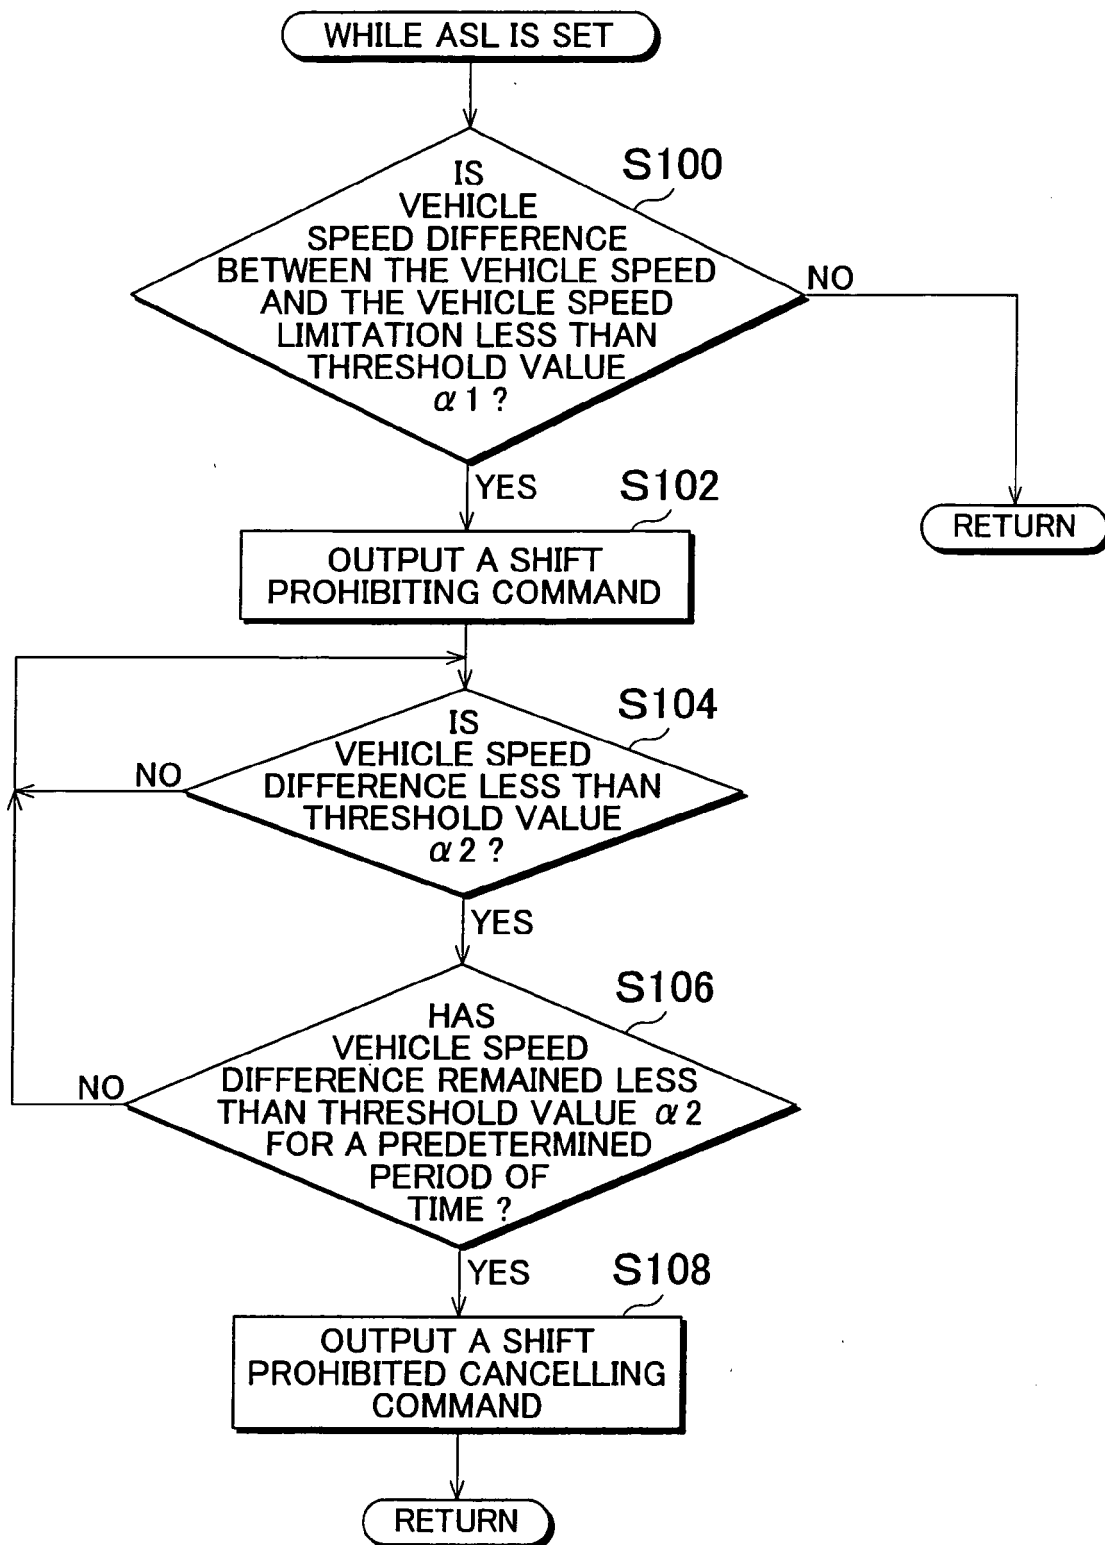 WHILE ASL IS SET
S100
IS
VEHICLE
SPEED DIFFERENCE
BETWEEN THE VEHICLE SPEED
AND THE VEHICLE SPEED
LIMITATION LESS THAN
THRESHOLD VALUE
α1?
NO
YES
S102
RETURN
OUTPUT A SHIFT
PROHIBITING COMMAND
S104
IS
VEHICLE SPEED
DIFFERENCE LESS THAN
THRESHOLD VALUE
α2?
NO
YES
S106
HAS
VEHICLE SPEED
DIFFERENCE REMAINED LESS
THAN THRESHOLD VALUE α2
FOR A PREDETERMINED
PERIOD OF
TIME?
NO
YES
S108
OUTPUT A SHIFT
PROHIBITED CANCELLING
COMMAND
RETURN